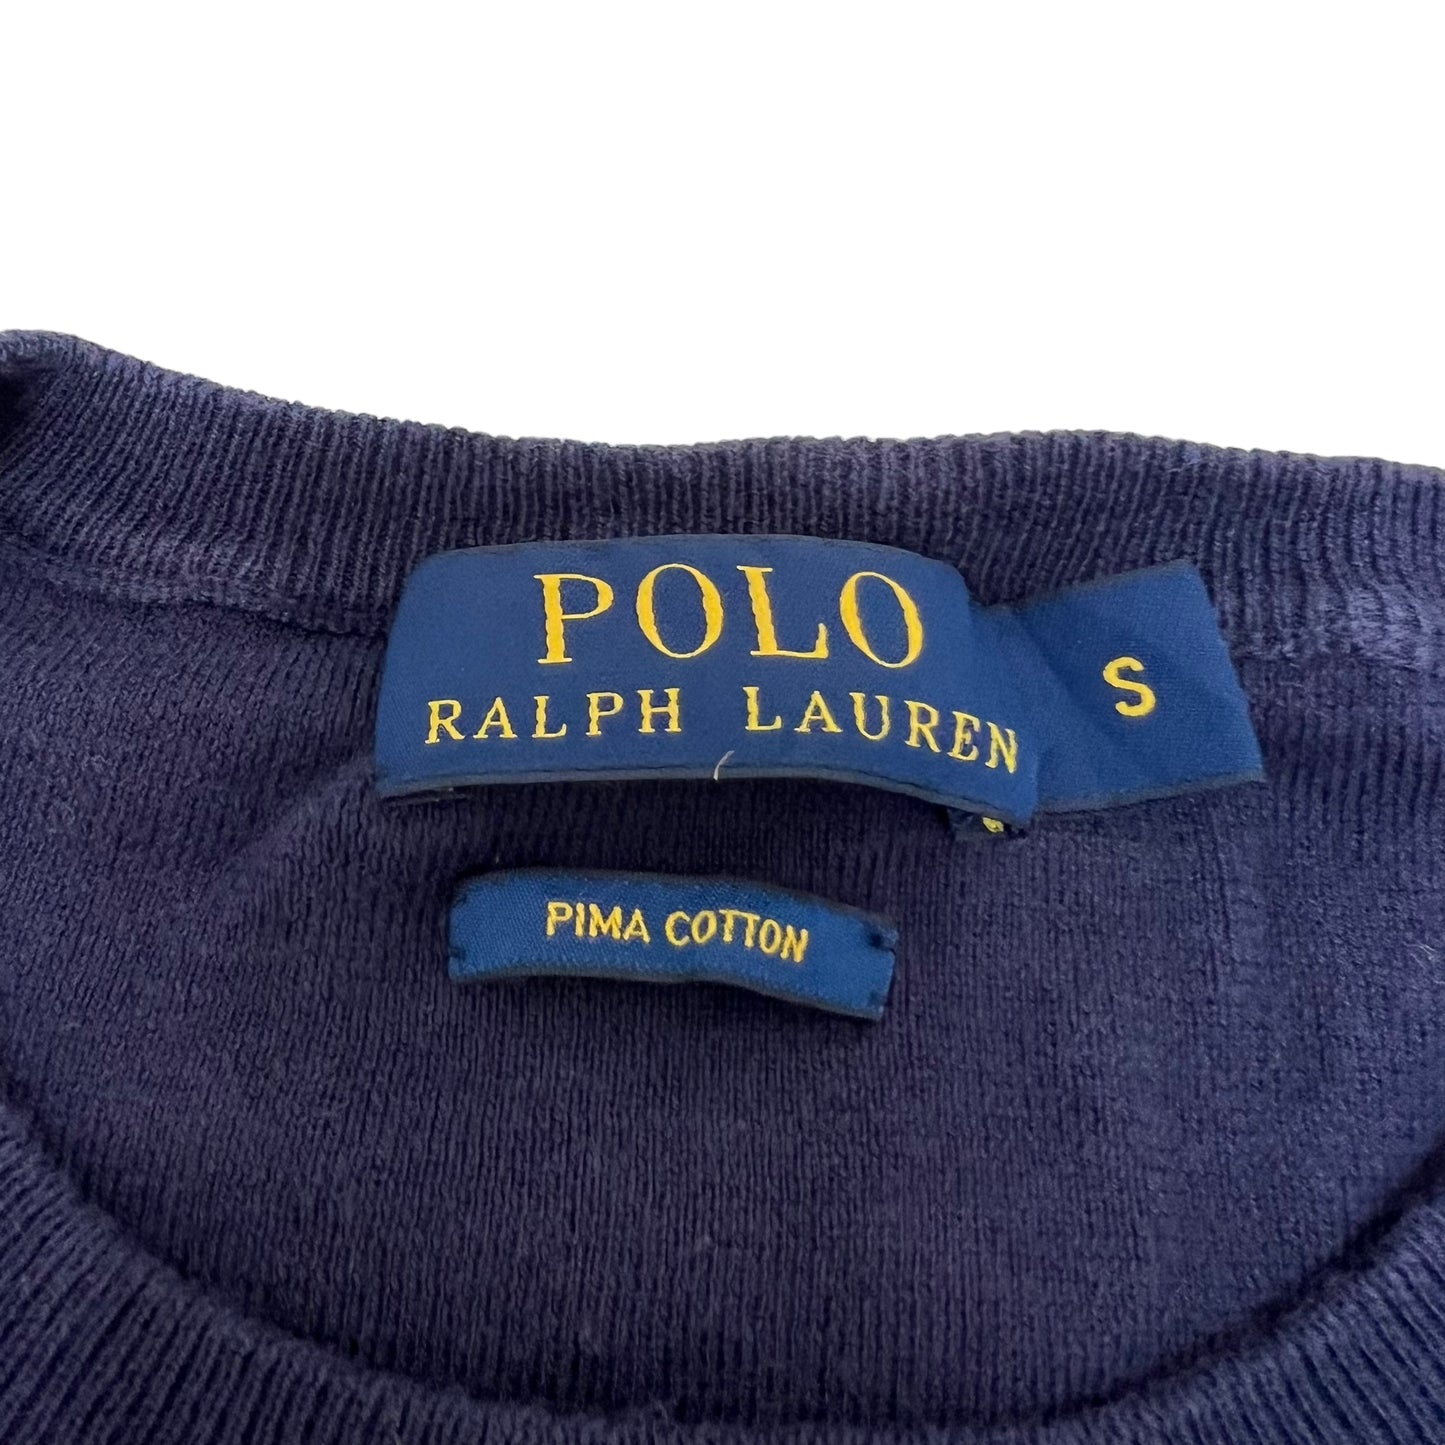 POLO
RALPH LAUREN
S
PIMA COTTON